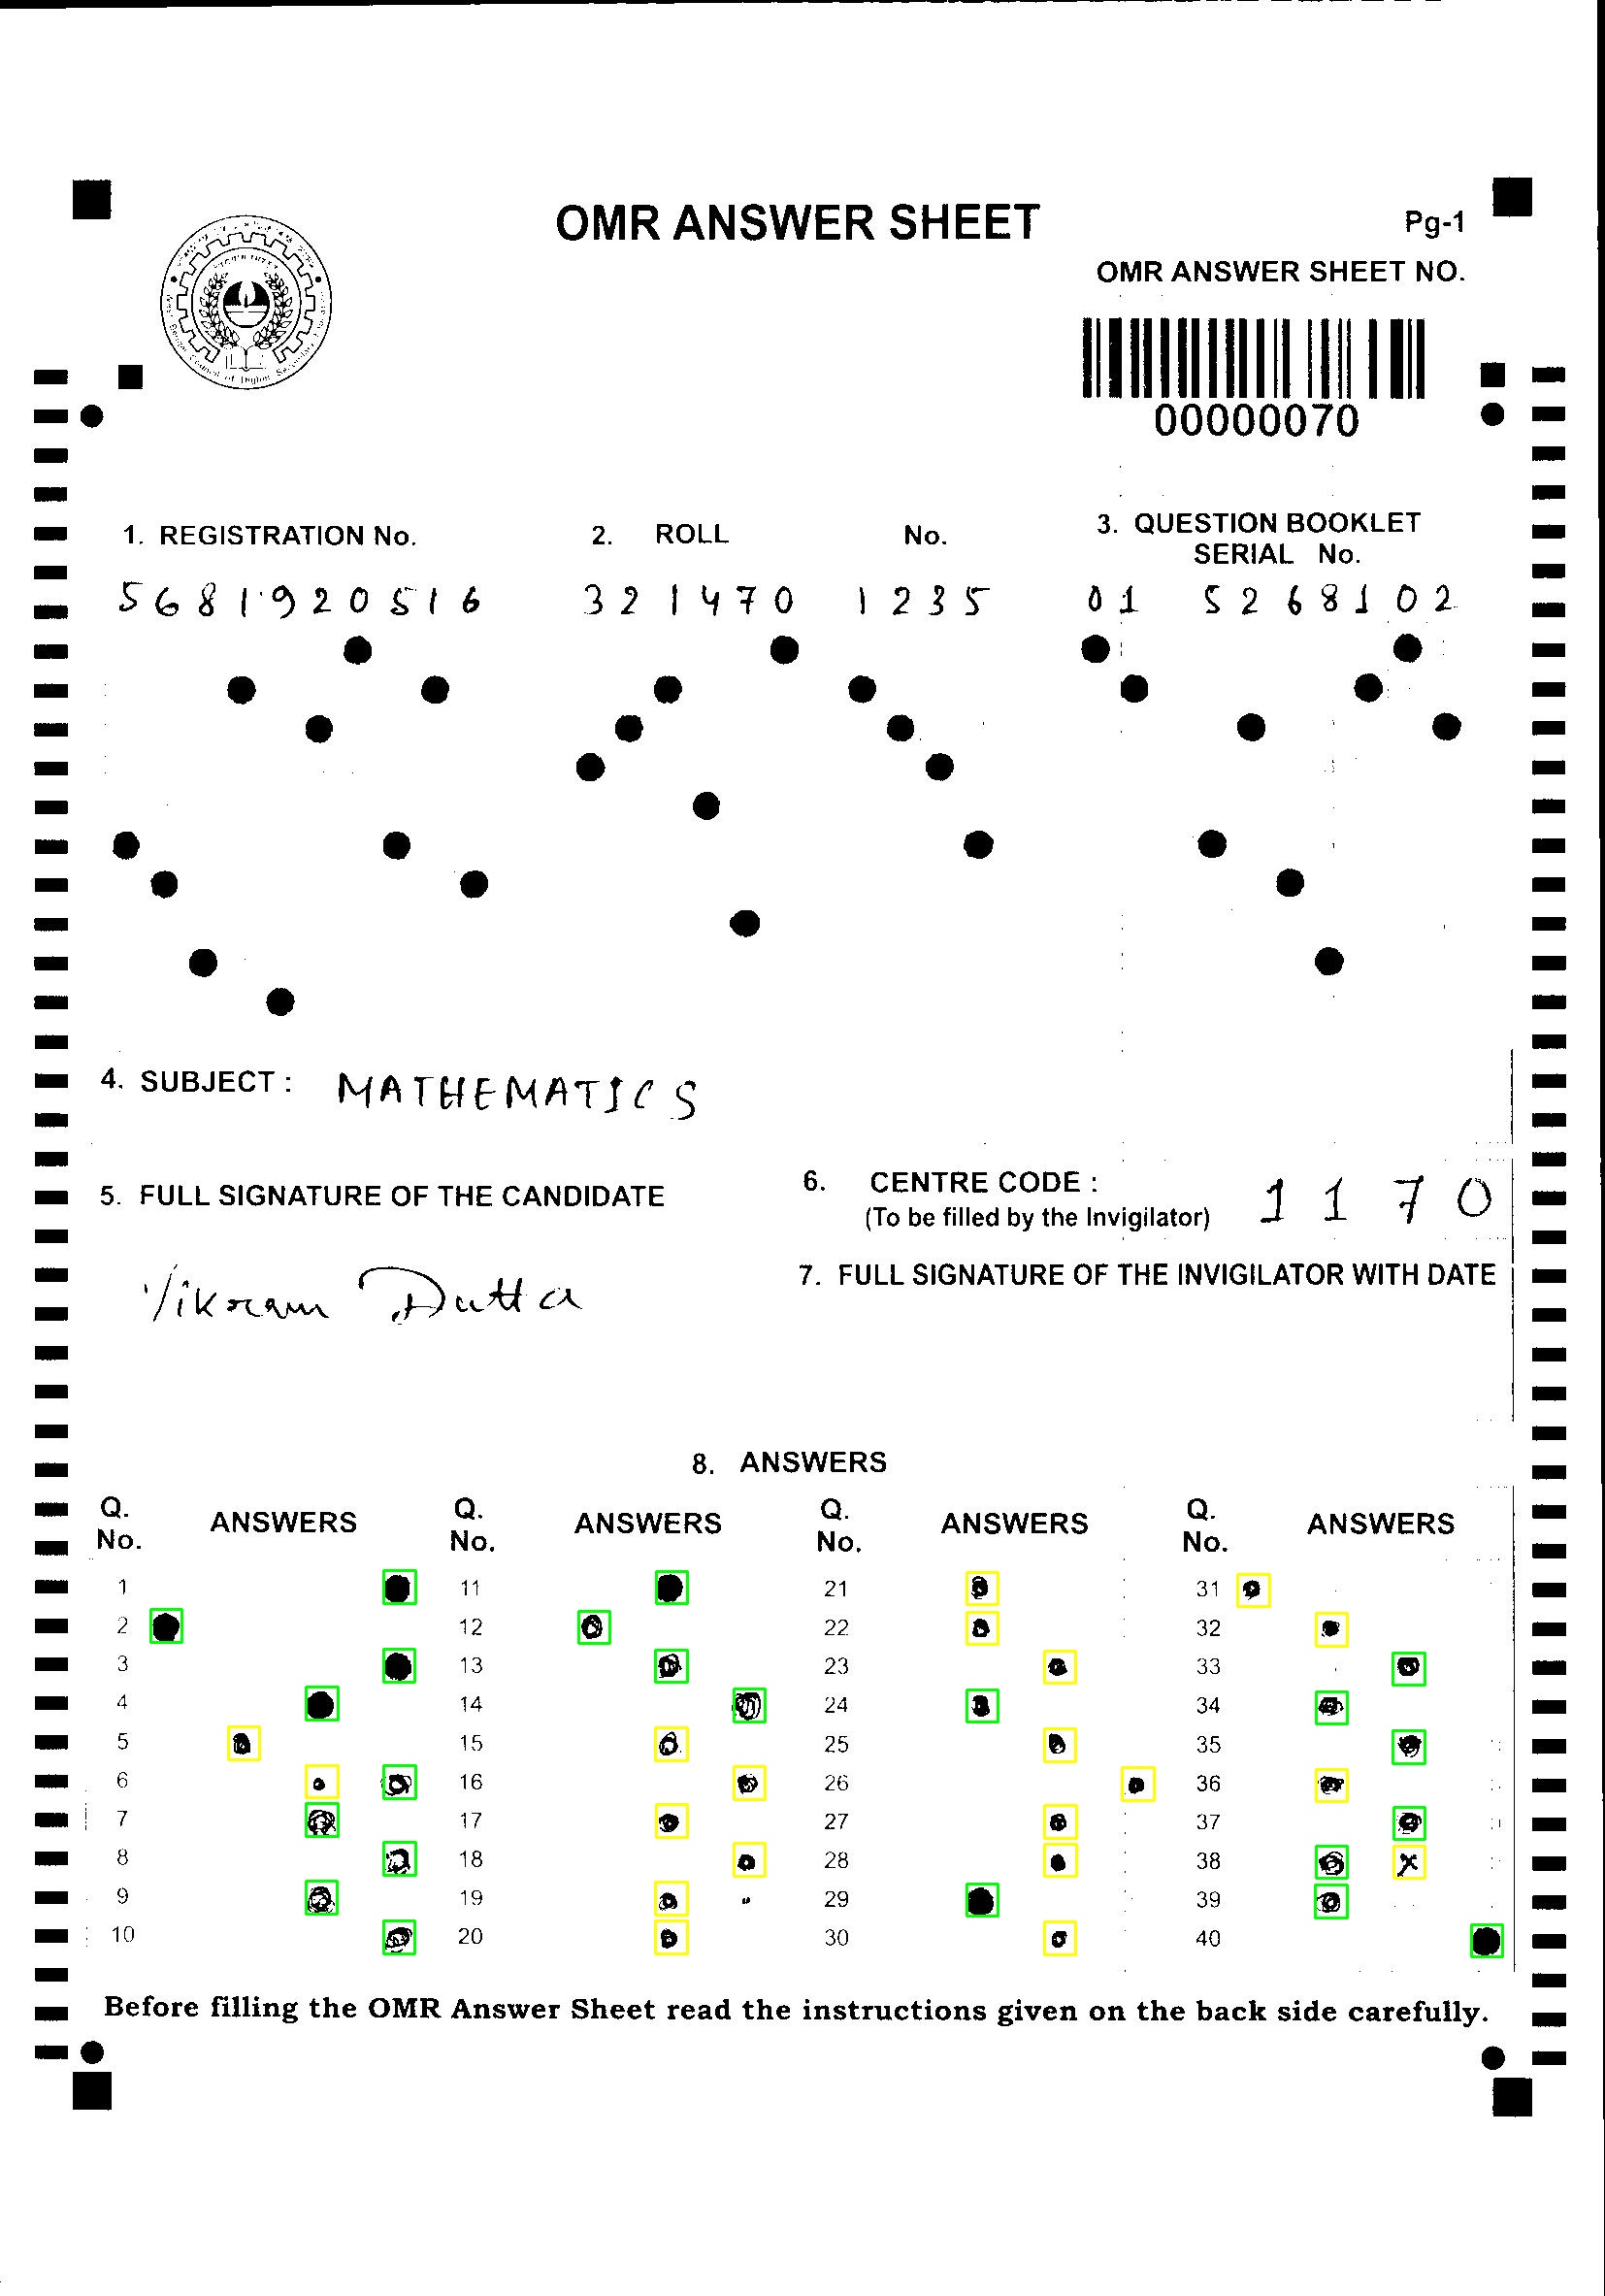 OMR ANSWER SHEET
Pg-1
OMR ANSWER SHEET NO.
00000070
1. REGISTRATION No.
5681920516
2. ROLL No.
321470 1235
3. QUESTION BOOKLET
SERIAL No.
01 5268102
4. SUBJECT : MATHEMATICS
5. FULL SIGNATURE OF THE CANDIDATE
Vikram Dutta
6. CENTRE CODE : 1170
(To be filled by the Invigilator)
7. FULL SIGNATURE OF THE INVIGILATOR WITH DATE
8. ANSWERS
Q. No. ANSWERS Q. No. ANSWERS Q. No. ANSWERS Q. No. ANSWERS
1 11 21 31
2 12 22 32
3 13 23 33
4 14 24 34
5 15 25 35
6 16 26 36
7 17 27 37
8 18 28 38
9 19 29 39
10 20 30 40
Before filling the OMR Answer Sheet read the instructions given on the back side carefully.